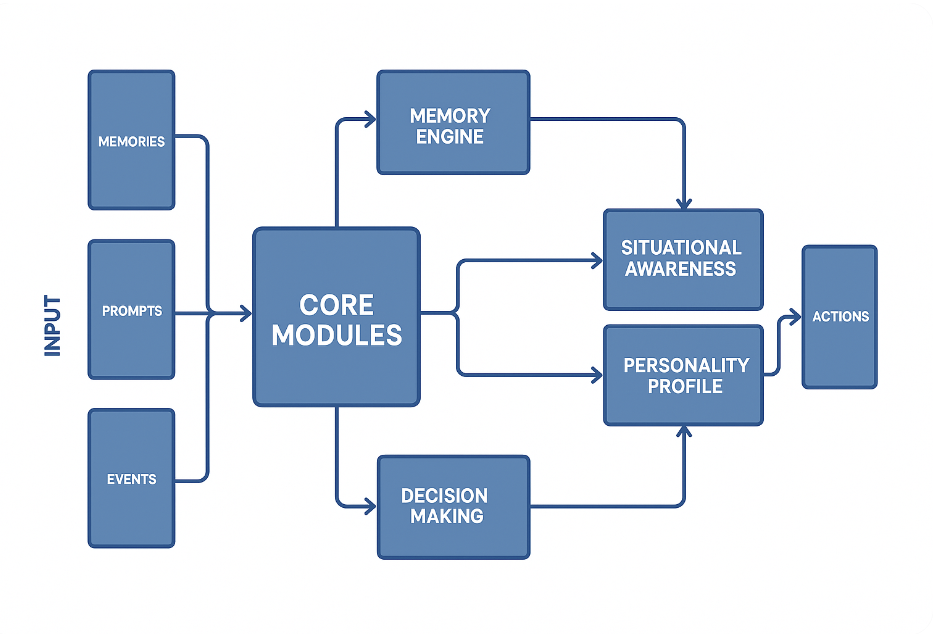 INPUT
MEMORIES
PROMPTS
EVENTS
CORE
MODULES
MEMORY
ENGINE
DECISION
MAKING
SITUATIONAL
AWARENESS
PERSONALITY
PROFILE
ACTIONS